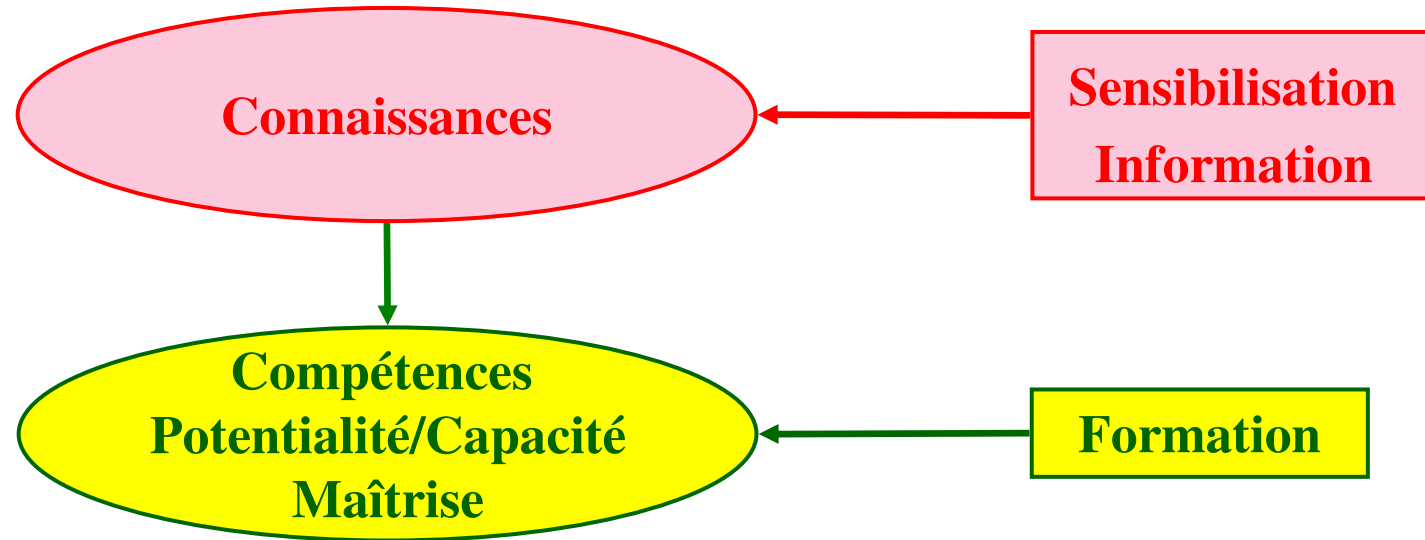 Connaissances
Sensibilisation
Information
Compétences
Potentialité/Capacité
Maîtrise
Formation